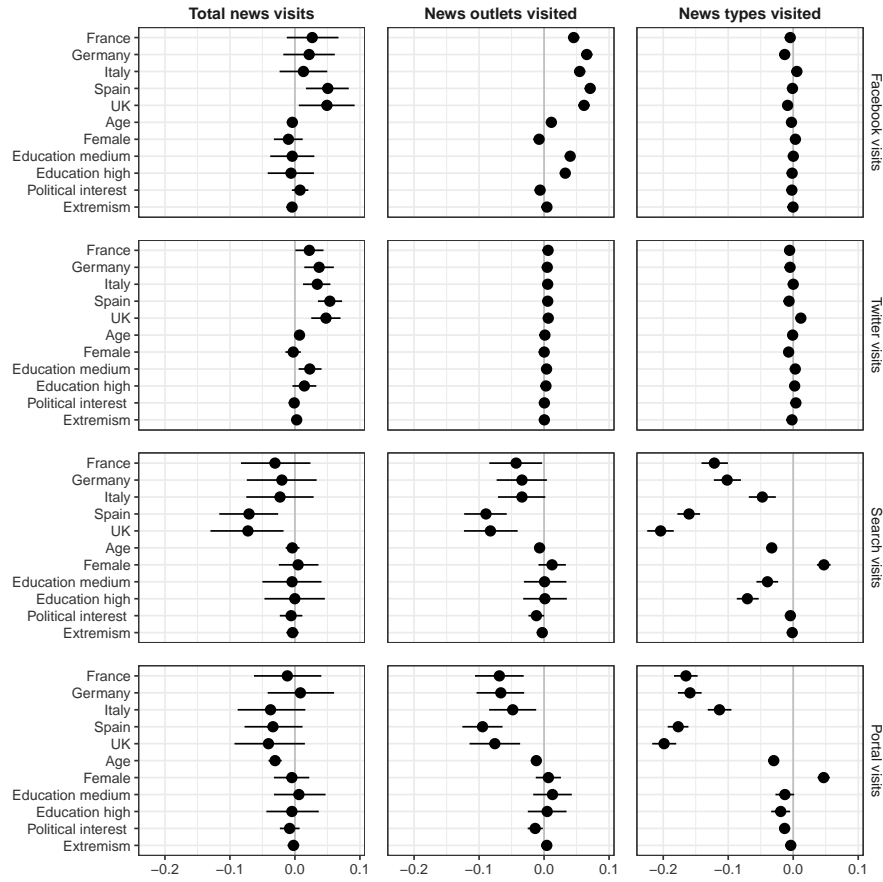 Total news visits News outlets visited News types visited
France
Germany
Italy
Spain
UK
Age
Female
Education medium
Education high
Political interest
Extremism
Facebook visits
France
Germany
Italy
Spain
UK
Age
Female
Education medium
Education high
Political interest
Extremism
Twitter visits
France
Germany
Italy
Spain
UK
Age
Female
Education medium
Education high
Political interest
Extremism
Search visits
France
Germany
Italy
Spain
UK
Age
Female
Education medium
Education high
Political interest
Extremism
Portal visits
−0.2 −0.1 0.0 0.1 −0.2 −0.1 0.0 0.1 −0.2 −0.1 0.0 0.1